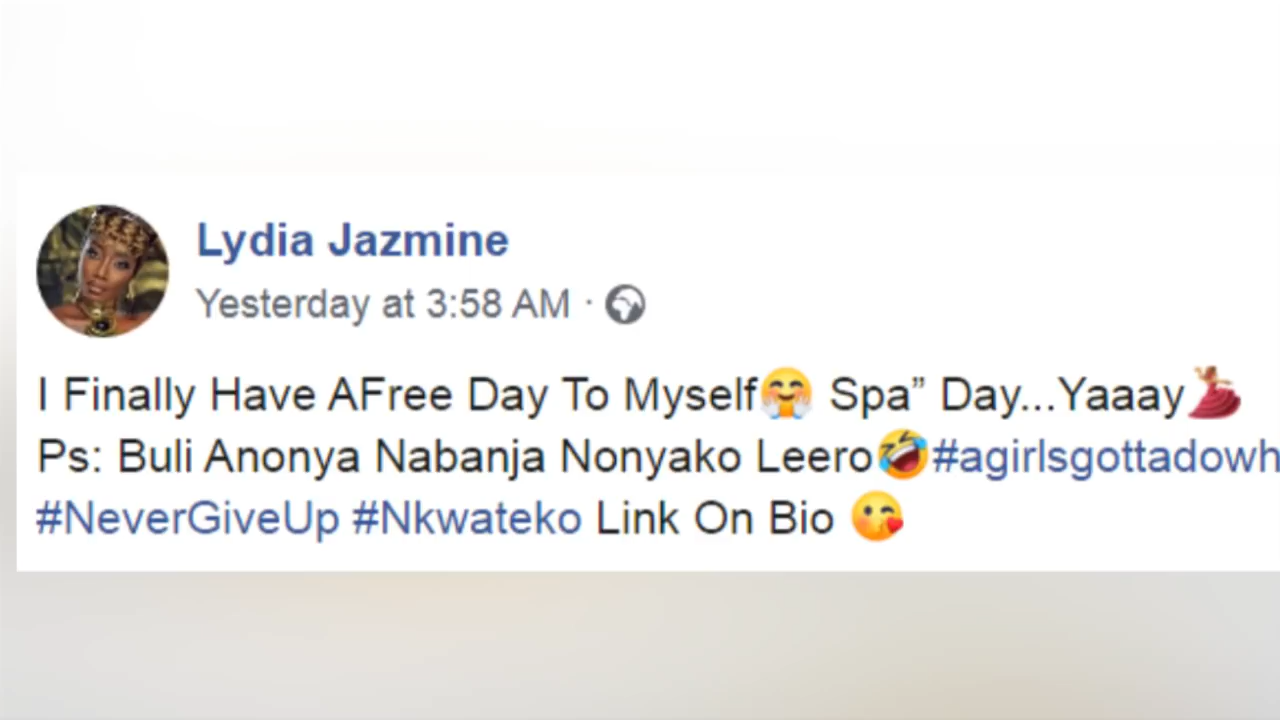 Lydia Jazmine
Yesterday at 3:58 AM ·
I Finally Have AFree Day To Myself🤗 Spa” Day...Yaaay💃
Ps: Buli Anonya Nabanja Nonyako Leero🤣#agirlsgottadowh
#NeverGiveUp #Nkwateko Link On Bio 😘